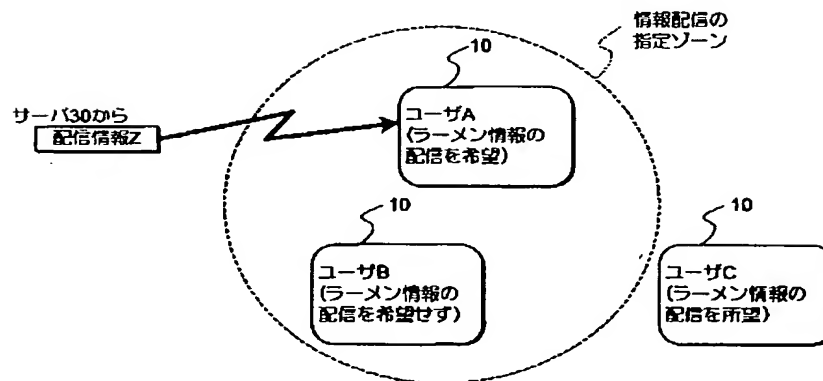 情報配信の
指定ゾーン
10
サーバ30から
配信情報Z
ユーザA
(ラーメン情報の
配信を希望)
10
10
ユーザB
(ラーメン情報の
配信を希望せず)
ユーザC
(ラーメン情報の
配信を所望)